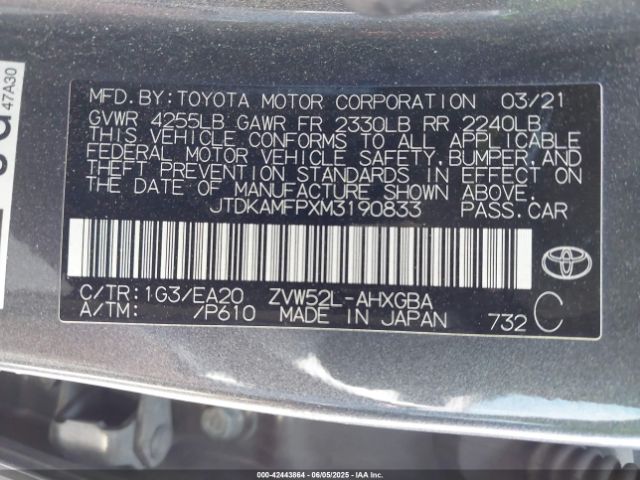 47A30
MFD. BY: TOYOTA MOTOR CORPORATION 03/21
GVWR 4255LB GAWR FR 2330LB RR 2240LB
THIS VEHICLE CONFORMS TO ALL APPLICABLE
FEDERAL MOTOR VEHICLE SAFETY, BUMPER, AND
THEFT PREVENTION STANDARDS IN EFFECT ON
THE DATE OF MANUFACTURE SHOWN ABOVE.
JTDKAMFPXM3190833 PASS. CAR
C/TR: 1G3/EA20 ZVW52L-AHXGBA
A/TM: /P610 MADE IN JAPAN 732 C
000-42443864 06/05/2025 - IAAI.COM